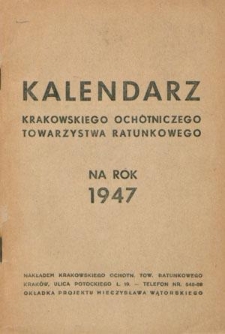 KALENDARZ
KRAKOWSKIEGO OCHOTNICZEGO
TOWARZYSTWA RATUNKOWEGO
NA ROK
1947
NAKŁADEM KRAKOWSKIEGO OCHOTN. TOW. RATUNKOWEGO
KRAKÓW, ULICA POTOCKIEGO L. — TELEFON NR.
OKŁADKA PROJEKTU MIECZYSŁAWA WĄTORSKIEGO